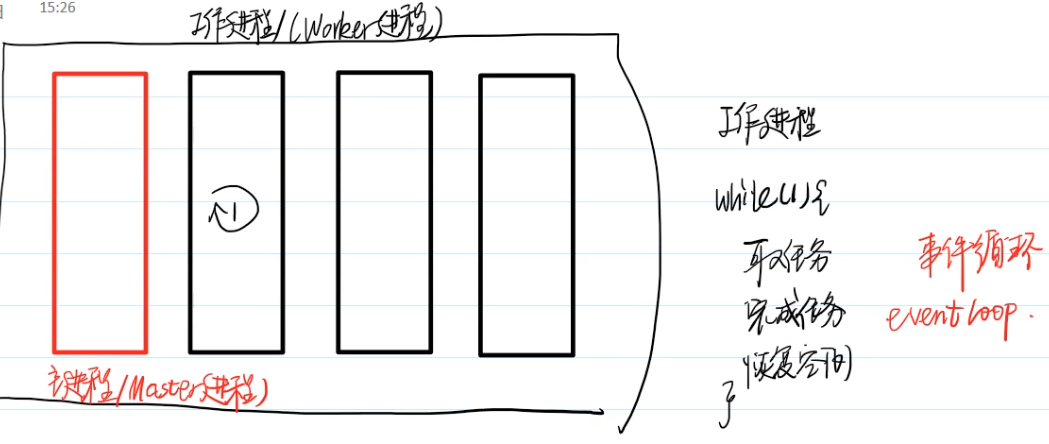 15:26
工作进程/(Worker进程)
工作进程
while(1){
取任务
事件循环
完成任务
eventloop.
恢复空闲
}
1
主进程/Master进程)